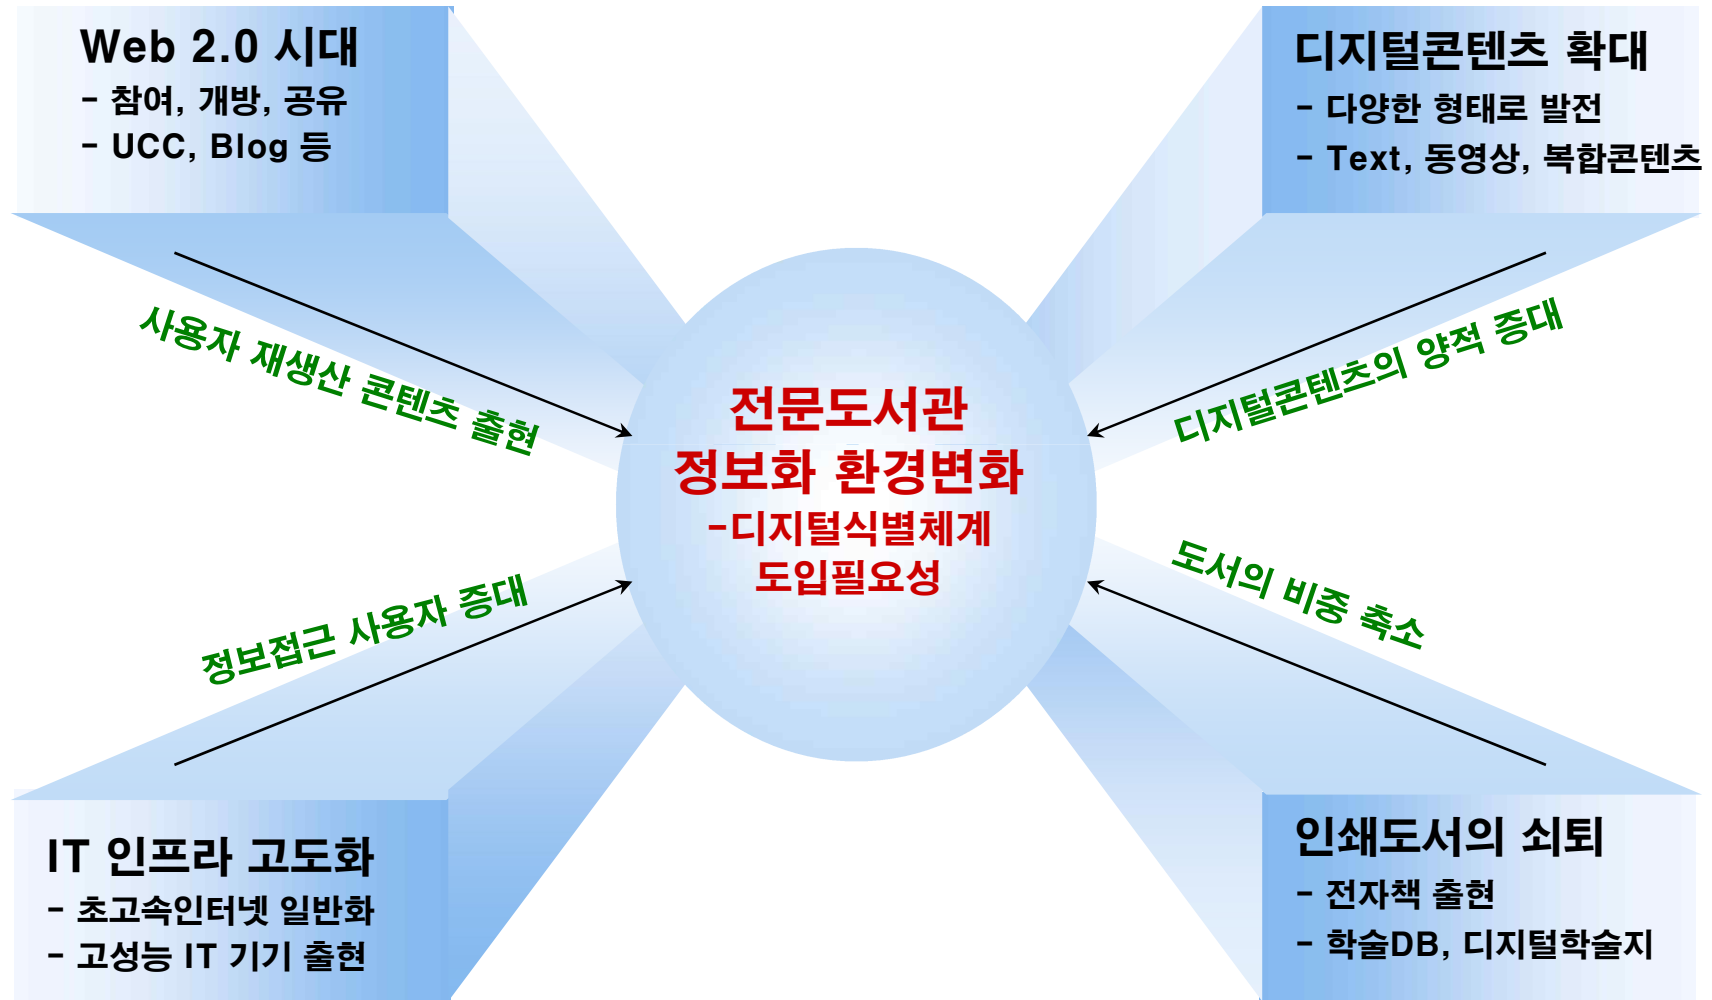 Web 2.0 시대
- 참여, 개방, 공유
- UCC, Blog 등
디지털콘텐츠 확대
- 다양한 형태로 발전
- Text, 동영상, 복합콘텐츠
사용자 재생산 콘텐츠 출현
디지털콘텐츠의 양적 증대
전문도서관
정보화 환경변화
-디지털식별체계
도입필요성
정보접근 사용자 증대
도서의 비중 축소
IT 인프라 고도화
- 초고속인터넷 일반화
- 고성능 IT 기기 출현
인쇄도서의 쇠퇴
- 전자책 출현
- 학술DB, 디지털학술지